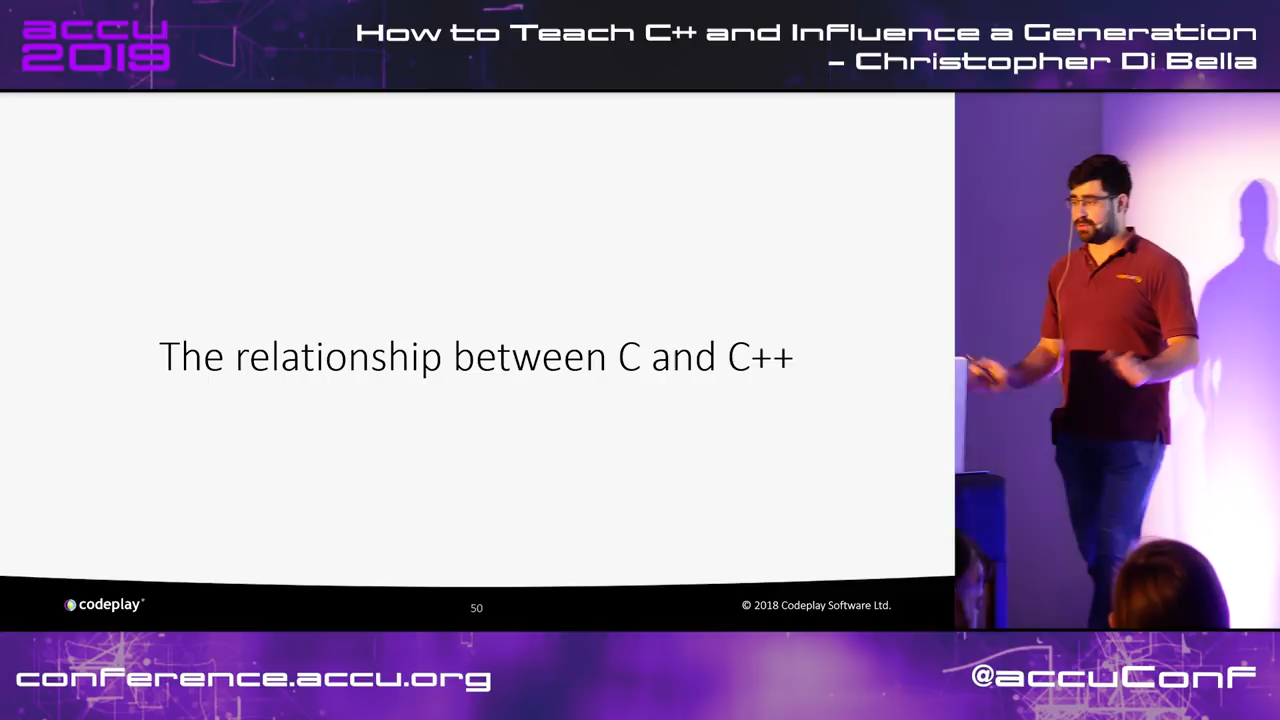 accu
2019
How to Teach C++ and Influence a Generation
– Christopher Di Bella
The relationship between C and C++
codeplay
50
© 2018 Codeplay Software Ltd.
conference.accu.org
@accuConf